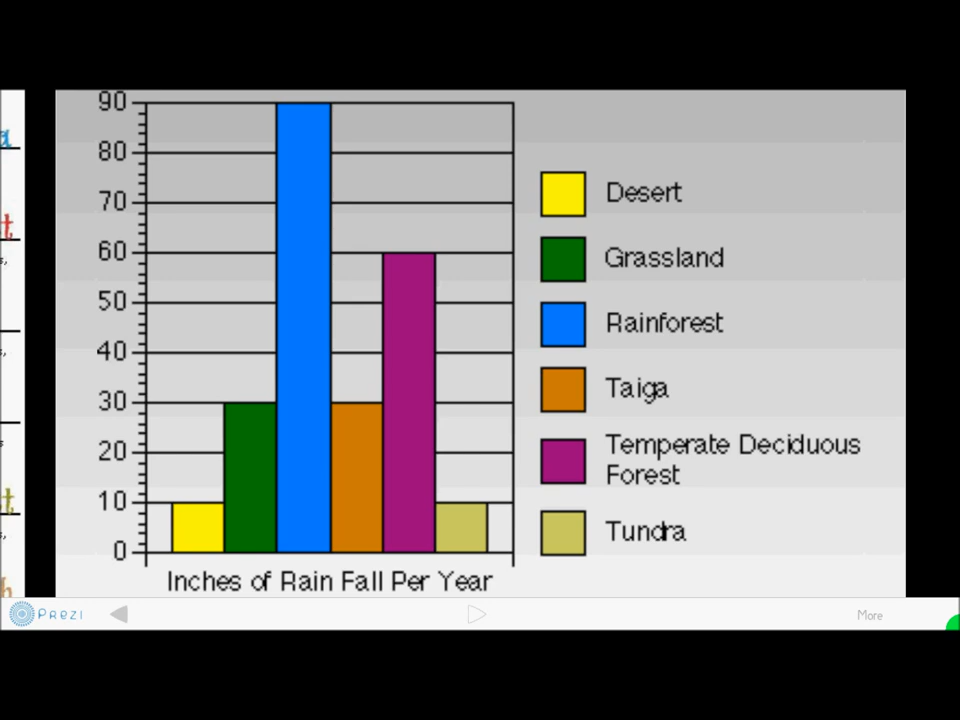 90
80
70
60
50
40
30
20
10
0
Inches of Rain Fall Per Year
Desert
Grassland
Rainforest
Taiga
Temperate Deciduous
Forest
Tundra
Prezi
More